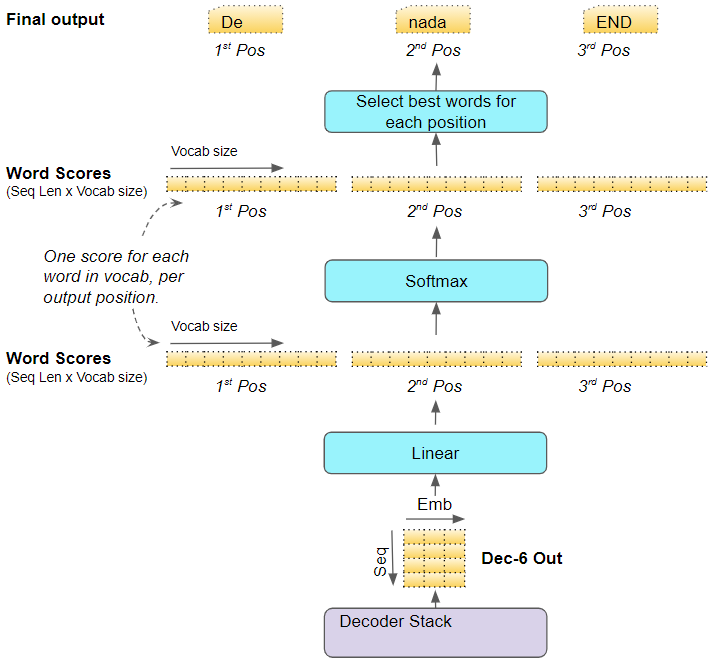 Final output
De
nada
END
1st Pos
2nd Pos
3rd Pos
Select best words for
each position
Vocab size
Word Scores
(Seq Len x Vocab size)
1st Pos
2nd Pos
3rd Pos
One score for each
word in vocab, per
output position.
Softmax
Vocab size
Word Scores
(Seq Len x Vocab size)
1st Pos
2nd Pos
3rd Pos
Linear
Emb
Seq
Dec-6 Out
Decoder Stack